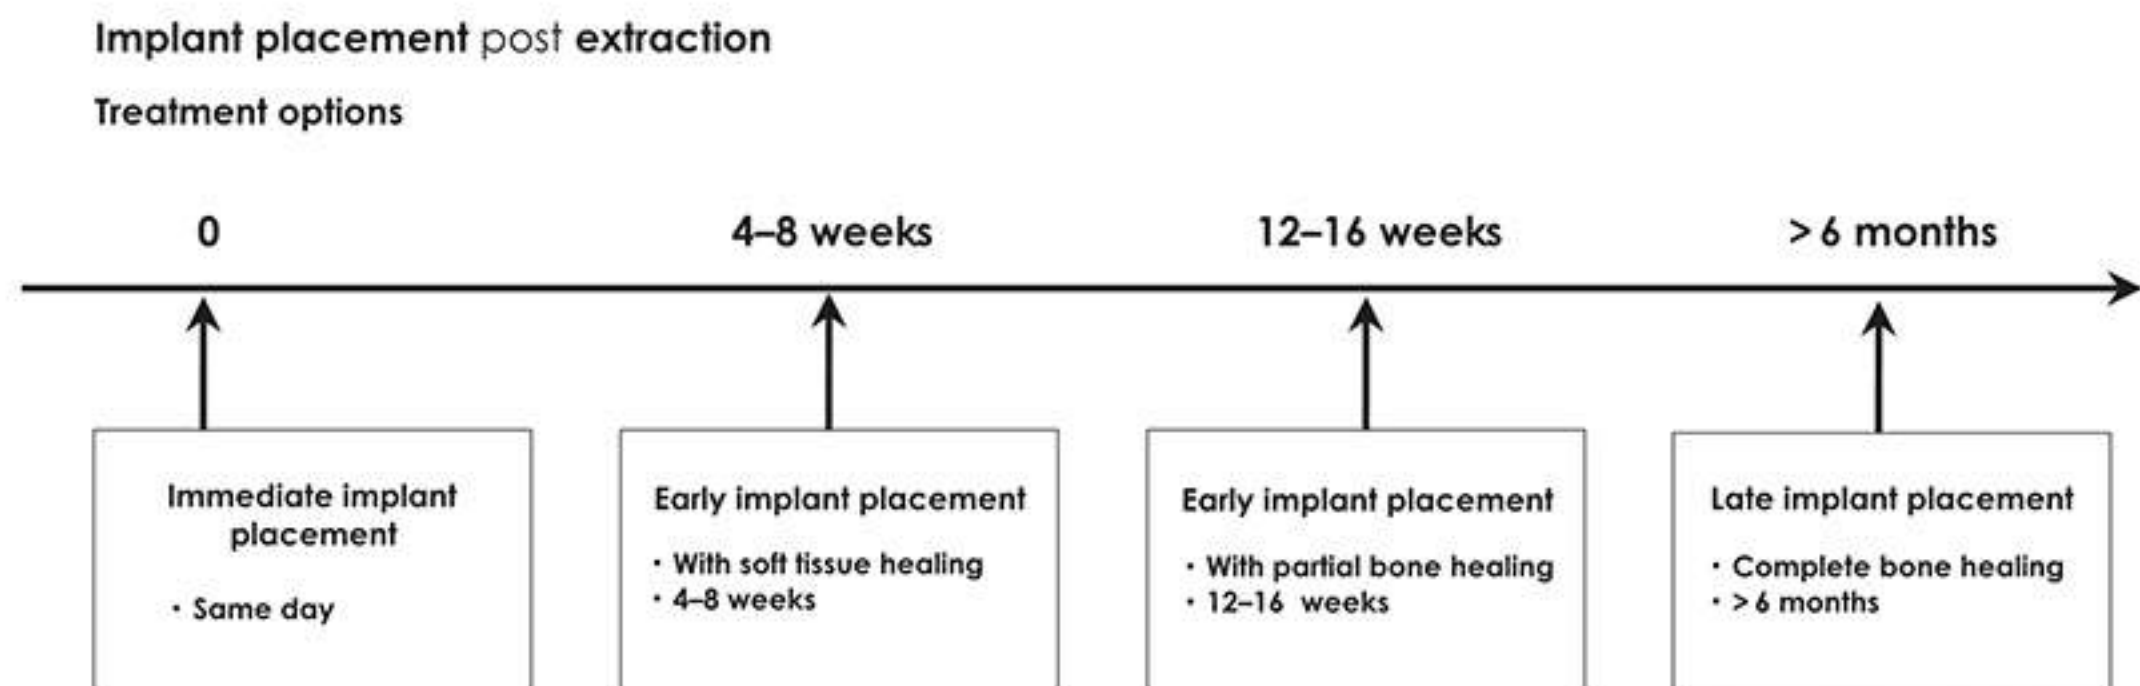 Implant placement post extraction
Treatment options
0
4–8 weeks
12–16 weeks
> 6 months
Immediate implant
placement
• Same day
Early implant placement
• With soft tissue healing
• 4–8 weeks
Early implant placement
• With partial bone healing
• 12–16 weeks
Late implant placement
• Complete bone healing
• > 6 months